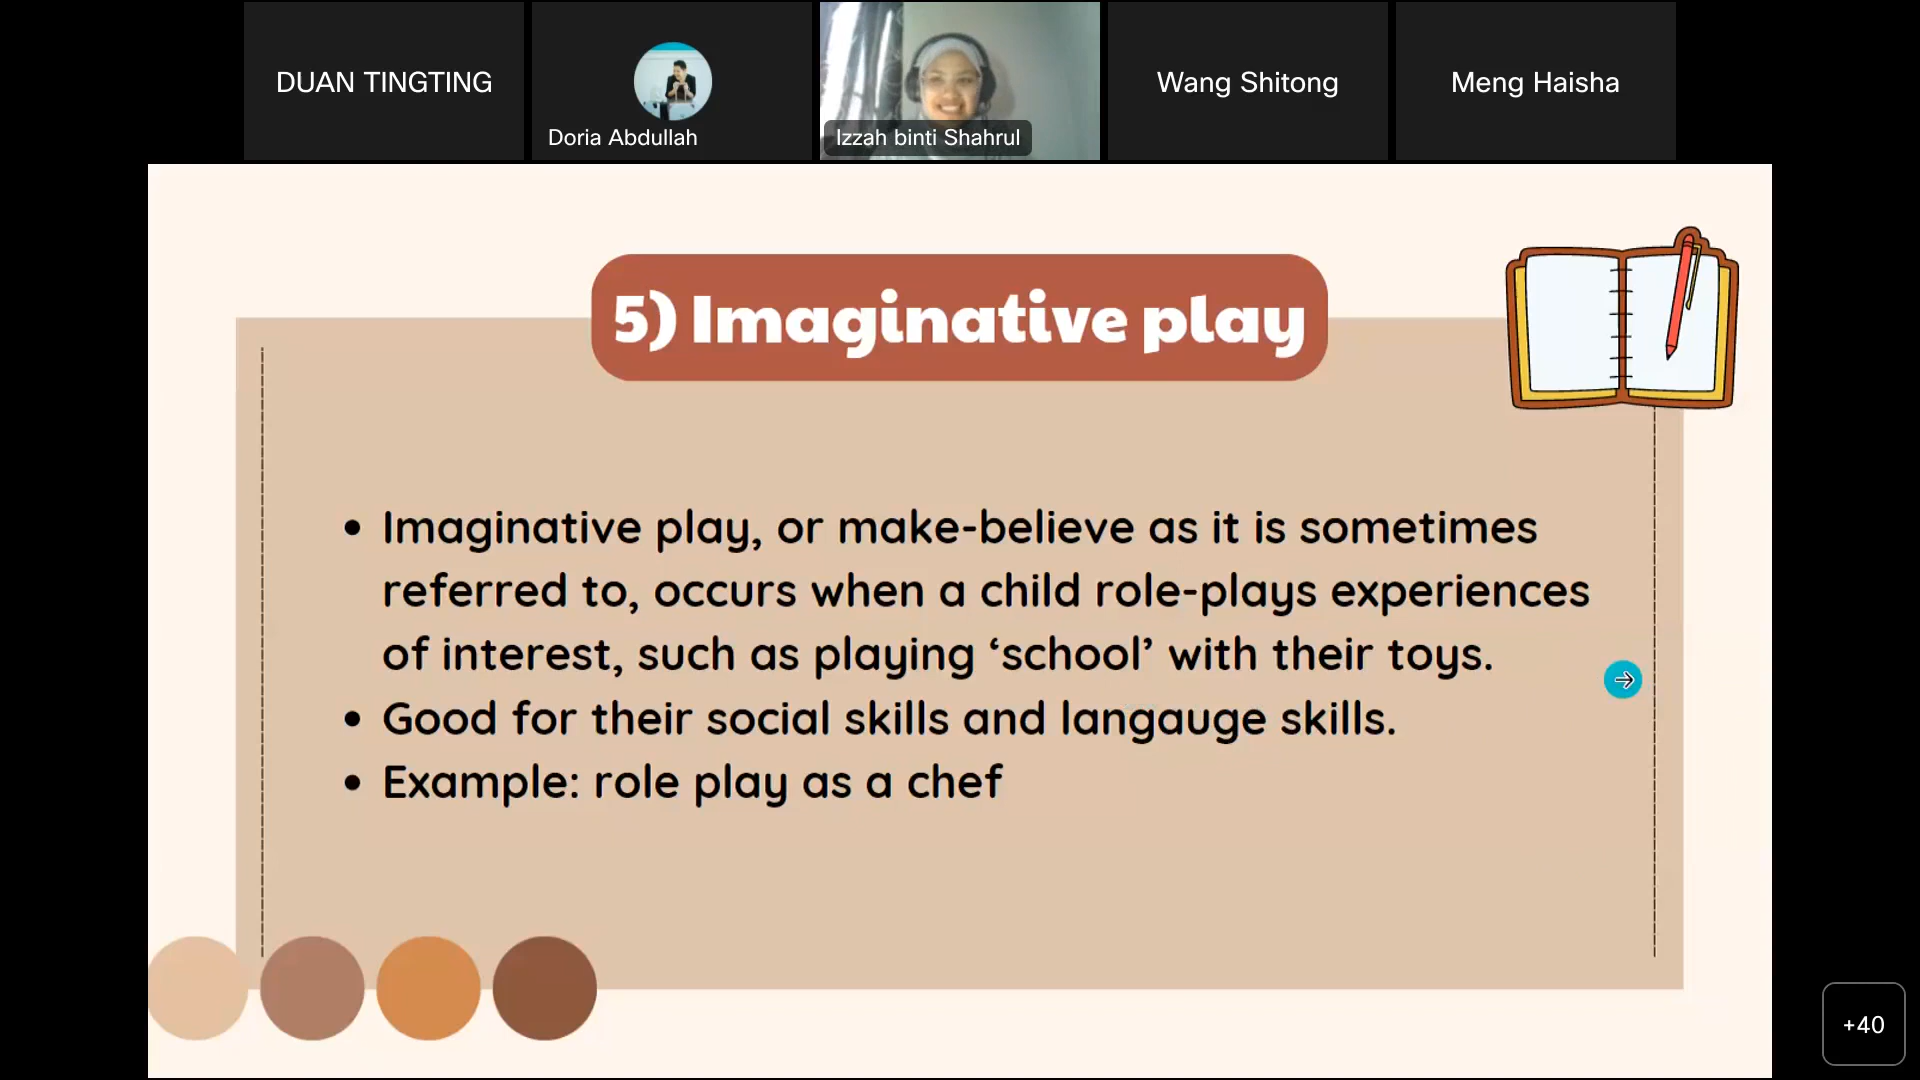 DUAN TINGTING
Doria Abdullah
Izzah binti Shahrul
Wang Shitong
Meng Haisha
5) Imaginative play
• Imaginative play, or make-believe as it is sometimes
referred to, occurs when a child role-plays experiences
of interest, such as playing ‘school’ with their toys.
• Good for their social skills and langauge skills.
• Example: role play as a chef
+40